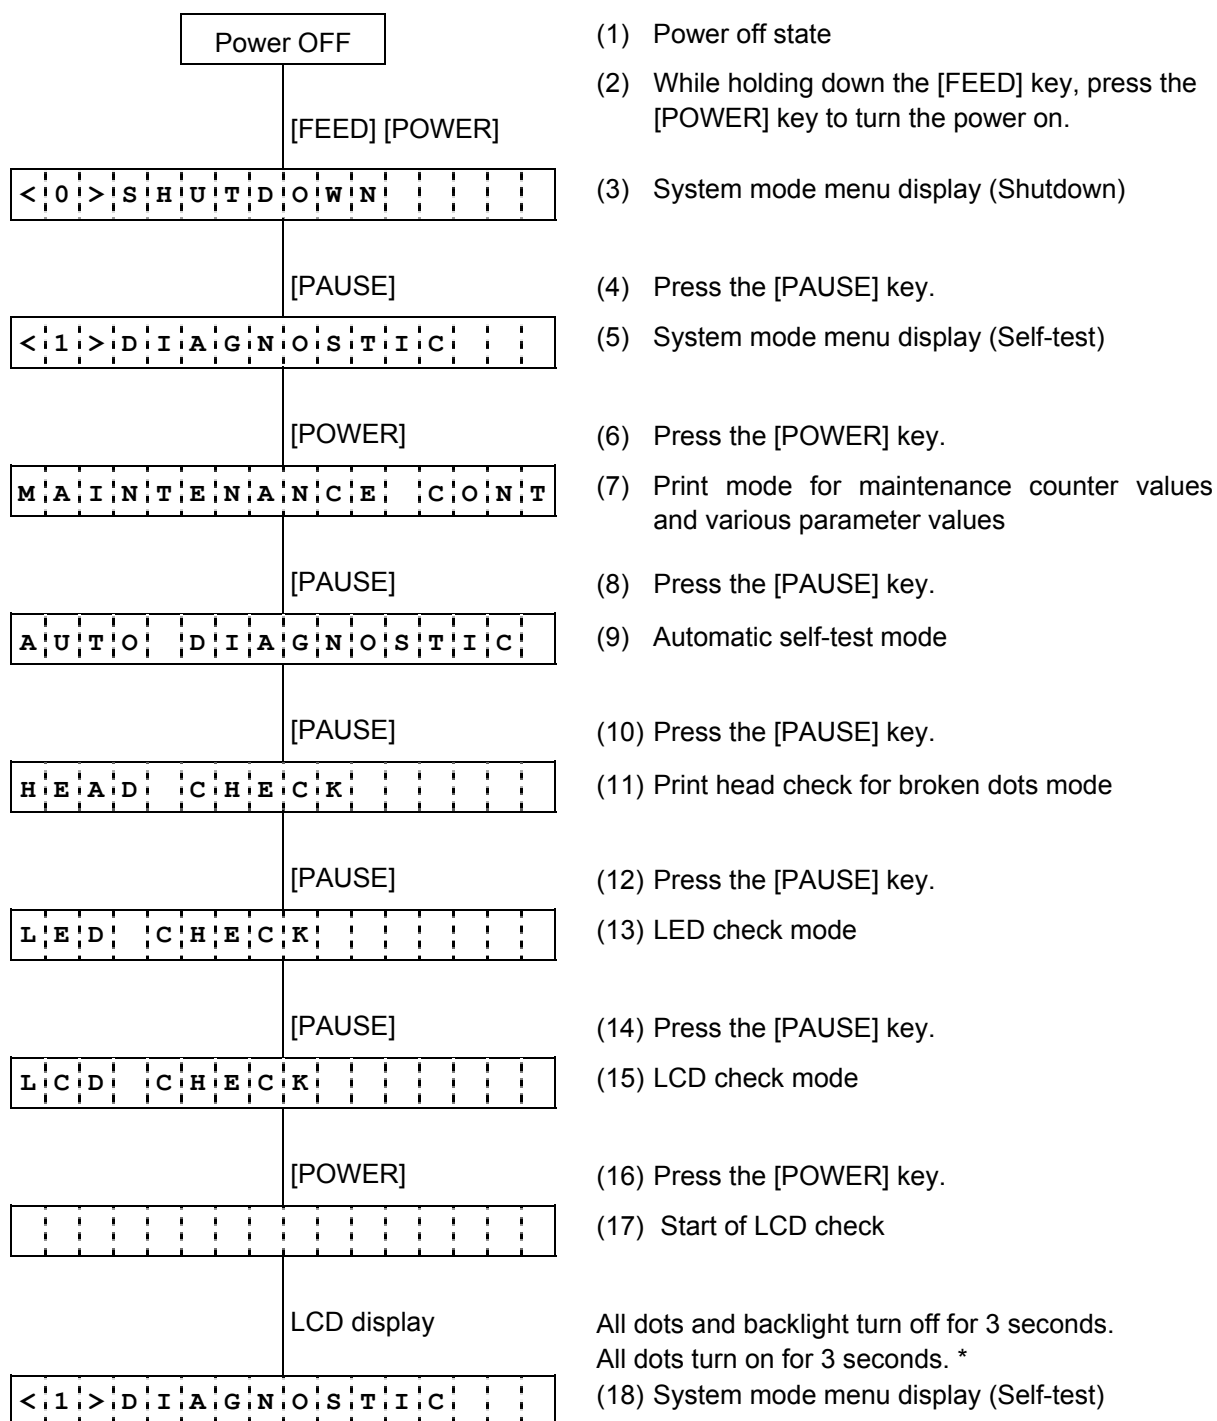 Power OFF
(1) Power off state
[FEED] [POWER]
(2) While holding down the [FEED] key, press the
[POWER] key to turn the power on.
<0>SHUTDOWN
(3) System mode menu display (Shutdown)
[PAUSE]
(4) Press the [PAUSE] key.
<1>DIAGNOSTIC
(5) System mode menu display (Self-test)
[POWER]
(6) Press the [POWER] key.
MAINTENANCE CONT
(7) Print mode for maintenance counter values
and various parameter values
[PAUSE]
(8) Press the [PAUSE] key.
AUTO DIAGNOSTIC
(9) Automatic self-test mode
[PAUSE]
(10) Press the [PAUSE] key.
HEAD CHECK
(11) Print head check for broken dots mode
[PAUSE]
(12) Press the [PAUSE] key.
LED CHECK
(13) LED check mode
[PAUSE]
(14) Press the [PAUSE] key.
LCD CHECK
(15) LCD check mode
[POWER]
(16) Press the [POWER] key.
(17) Start of LCD check
LCD display
All dots and backlight turn off for 3 seconds.
All dots turn on for 3 seconds. *
<1>DIAGNOSTIC
(18) System mode menu display (Self-test)